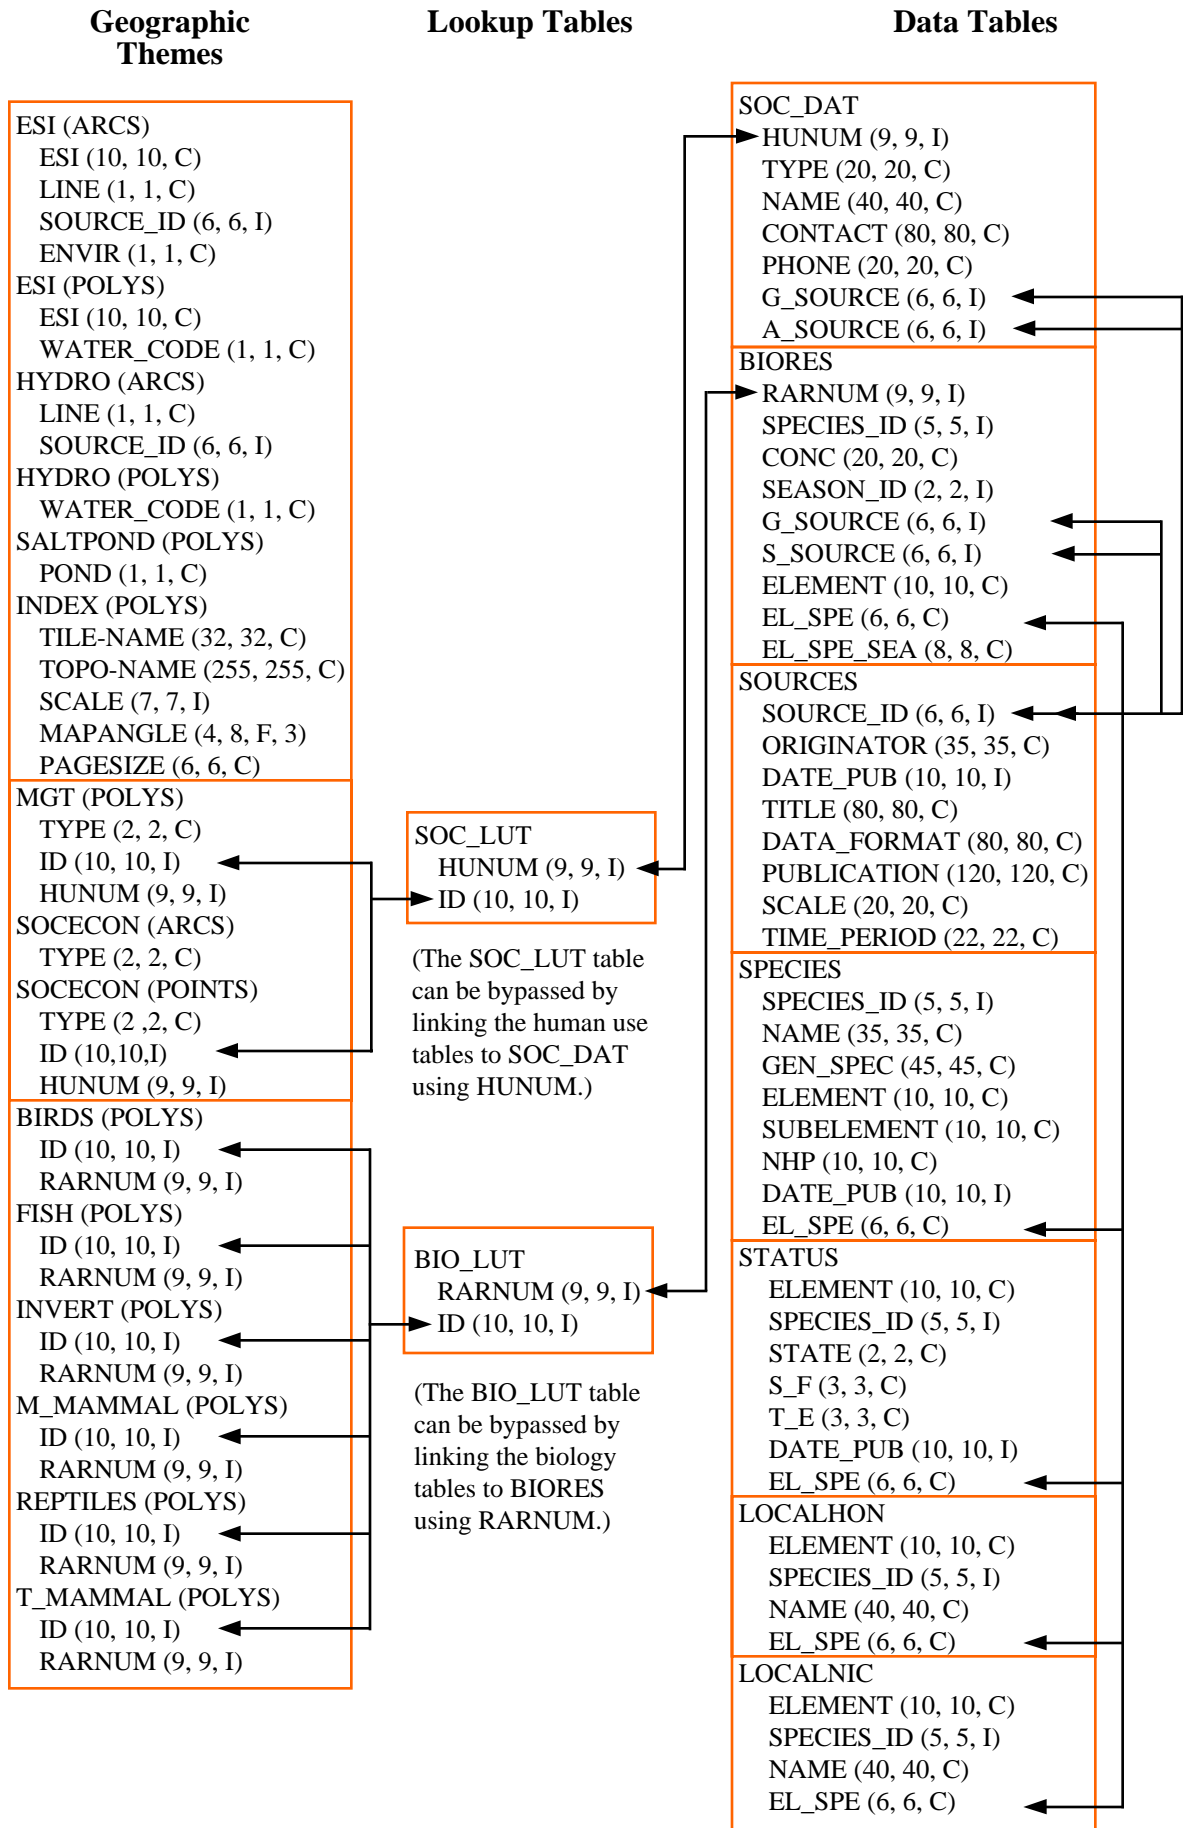 Geographic
Themes
Lookup Tables
Data Tables
ESI (ARCS)
ESI (10, 10, C)
LINE (1, 1, C)
SOURCE_ID (6, 6, I)
ENVIR (1, 1, C)
ESI (POLYS)
ESI (10, 10, C)
WATER_CODE (1, 1, C)
HYDRO (ARCS)
LINE (1, 1, C)
SOURCE_ID (6, 6, I)
HYDRO (POLYS)
WATER_CODE (1, 1, C)
SALTPOND (POLYS)
POND (1, 1, C)
INDEX (POLYS)
TILE-NAME (32, 32, C)
TOPO-NAME (255, 255, C)
SCALE (7, 7, I)
MAPANGLE (4, 8, F, 3)
PAGESIZE (6, 6, C)
MGT (POLYS)
TYPE (2, 2, C)
ID (10, 10, I)
HUNUM (9, 9, I)
SOCECON (ARCS)
TYPE (2, 2, C)
SOCECON (POINTS)
TYPE (2 ,2, C)
ID (10,10,I)
HUNUM (9, 9, I)
BIRDS (POLYS)
ID (10, 10, I)
RARNUM (9, 9, I)
FISH (POLYS)
ID (10, 10, I)
RARNUM (9, 9, I)
INVERT (POLYS)
ID (10, 10, I)
RARNUM (9, 9, I)
M_MAMMAL (POLYS)
ID (10, 10, I)
RARNUM (9, 9, I)
REPTILES (POLYS)
ID (10, 10, I)
RARNUM (9, 9, I)
T_MAMMAL (POLYS)
ID (10, 10, I)
RARNUM (9, 9, I)
SOC_LUT
HUNUM (9, 9, I)
ID (10, 10, I)
(The SOC_LUT table
can be bypassed by
linking the human use
tables to SOC_DAT
using HUNUM.)
BIO_LUT
RARNUM (9, 9, I)
ID (10, 10, I)
(The BIO_LUT table
can be bypassed by
linking the biology
tables to BIORES
using RARNUM.)
SOC_DAT
HUNUM (9, 9, I)
TYPE (20, 20, C)
NAME (40, 40, C)
CONTACT (80, 80, C)
PHONE (20, 20, C)
G_SOURCE (6, 6, I)
A_SOURCE (6, 6, I)
BIORES
RARNUM (9, 9, I)
SPECIES_ID (5, 5, I)
CONC (20, 20, C)
SEASON_ID (2, 2, I)
G_SOURCE (6, 6, I)
S_SOURCE (6, 6, I)
ELEMENT (10, 10, C)
EL_SPE (6, 6, C)
EL_SPE_SEA (8, 8, C)
SOURCES
SOURCE_ID (6, 6, I)
ORIGINATOR (35, 35, C)
DATE_PUB (10, 10, I)
TITLE (80, 80, C)
DATA_FORMAT (80, 80, C)
PUBLICATION (120, 120, C)
SCALE (20, 20, C)
TIME_PERIOD (22, 22, C)
SPECIES
SPECIES_ID (5, 5, I)
NAME (35, 35, C)
GEN_SPEC (45, 45, C)
ELEMENT (10, 10, C)
SUBELEMENT (10, 10, C)
NHP (10, 10, C)
DATE_PUB (10, 10, I)
EL_SPE (6, 6, C)
STATUS
ELEMENT (10, 10, C)
SPECIES_ID (5, 5, I)
STATE (2, 2, C)
S_F (3, 3, C)
T_E (3, 3, C)
DATE_PUB (10, 10, I)
EL_SPE (6, 6, C)
LOCALHON
ELEMENT (10, 10, C)
SPECIES_ID (5, 5, I)
NAME (40, 40, C)
EL_SPE (6, 6, C)
LOCALNIC
ELEMENT (10, 10, C)
SPECIES_ID (5, 5, I)
NAME (40, 40, C)
EL_SPE (6, 6, C)